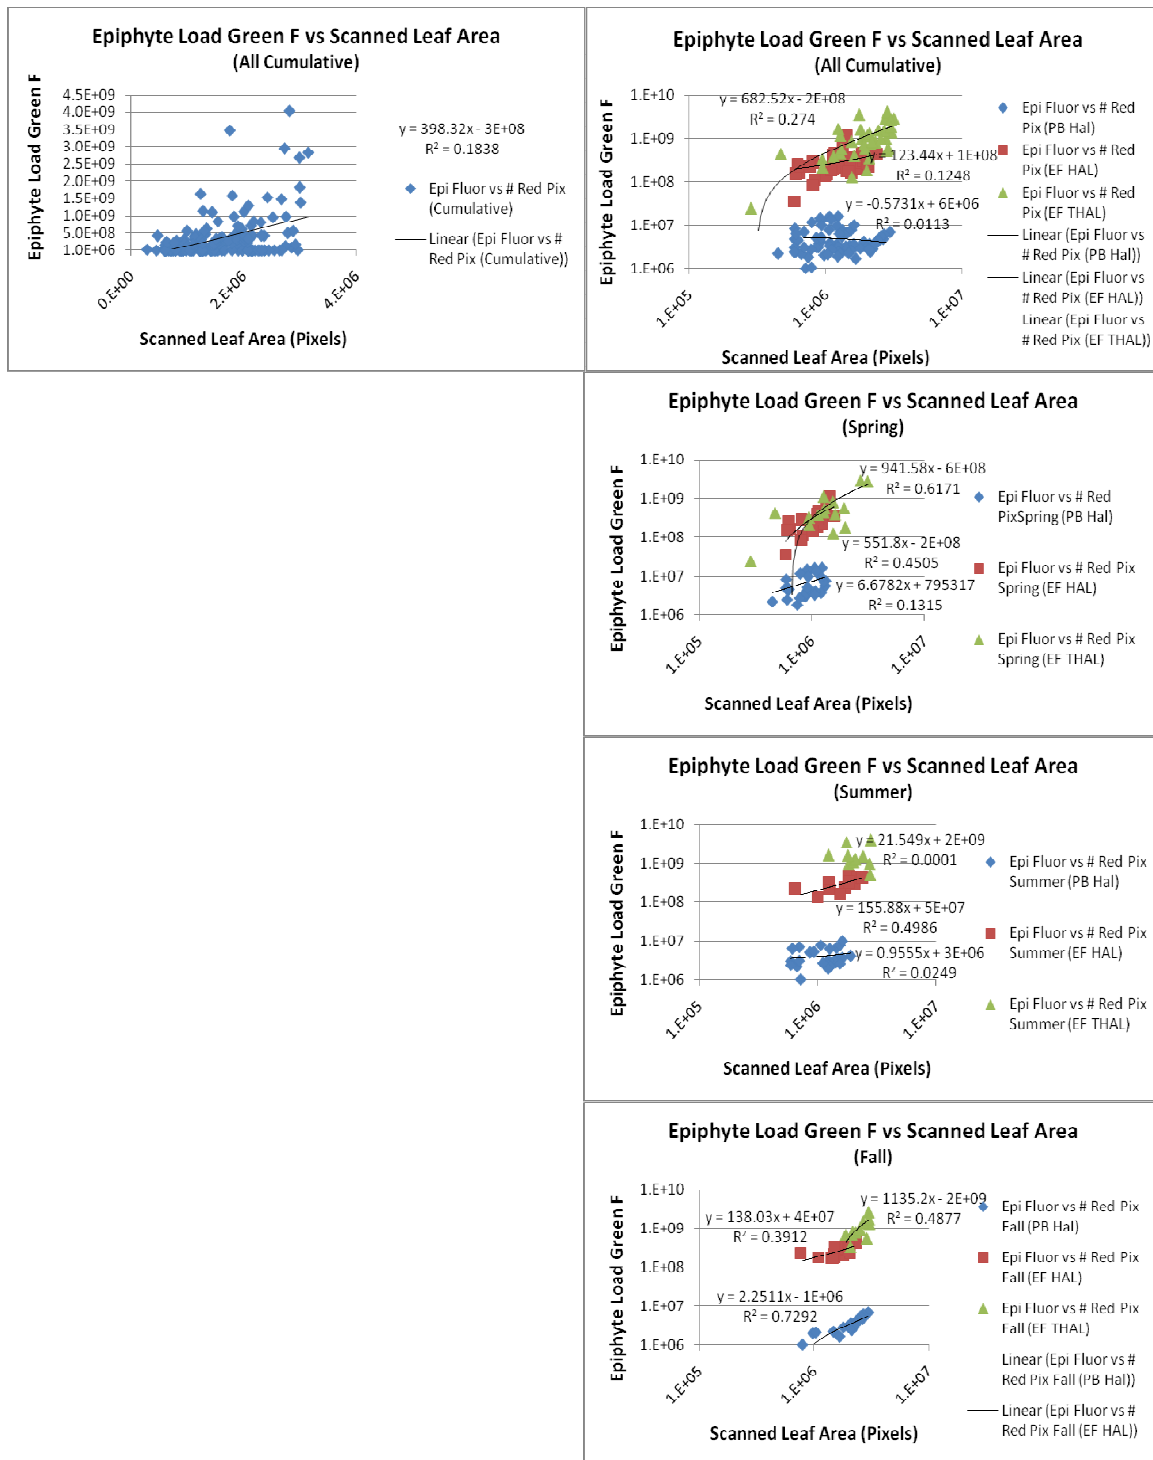 Epiphyte Load Green F vs Scanned Leaf Area
(All Cumulative)
Epiphyte Load Green F
4.5E+09
4.0E+09
3.5E+09
3.0E+09
2.5E+09
2.0E+09
1.5E+09
1.0E+09
5.0E+08
1.0E+06
0.E+00
2.E+06
4.E+06
Scanned Leaf Area (Pixels)
y = 398.32x - 3E+08
R² = 0.1838
Epi Fluor vs # Red Pix
(Cumulative)
Linear (Epi Fluor vs #
Red Pix (Cumulative))
Epiphyte Load Green F vs Scanned Leaf Area
(All Cumulative)
Epiphyte Load Green F
1.E+10
1.E+09
1.E+08
1.E+07
1.E+06
1.E+05
1.E+06
1.E+07
Scanned Leaf Area (Pixels)
y = 682.52x - 2E+08
R² = 0.274
= 123.44x + 1E+08
R² = 0.1248
y = -0.5731x + 6E+06
R² = 0.0113
Epi Fluor vs # Red
Pix (PB Hal)
Epi Fluor vs # Red
Pix (EF HAL)
Epi Fluor vs # Red
Pix (EF THAL)
Linear (Epi Fluor vs
# Red Pix (PB Hal))
Linear (Epi Fluor vs
# Red Pix (EF HAL))
Linear (Epi Fluor vs
# Red Pix (EF THAL))
Epiphyte Load Green F vs Scanned Leaf Area
(Spring)
Epiphyte Load Green F
1.E+10
1.E+09
1.E+08
1.E+07
1.E+06
1.E+05
1.E+06
1.E+07
Scanned Leaf Area (Pixels)
y = 941.58x - 6E+08
R² = 0.6171
y = 551.8x - 2E+08
R² = 0.4505
y = 6.6782x + 795317
R² = 0.1315
Epi Fluor vs # Red
PixSpring (PB Hal)
Epi Fluor vs # Red Pix
Spring (EF HAL)
Epi Fluor vs # Red Pix
Spring (EF THAL)
Epiphyte Load Green F vs Scanned Leaf Area
(Summer)
Epiphyte Load Green F
1.E+10
1.E+09
1.E+08
1.E+07
1.E+06
1.E+05
1.E+06
1.E+07
Scanned Leaf Area (Pixels)
y = 21.549x + 2E+09
R² = 0.0001
y = 155.88x + 5E+07
R² = 0.4986
y = 0.9555x + 3E+06
R² = 0.0249
Epi Fluor vs # Red Pix
Summer (PB Hal)
Epi Fluor vs # Red Pix
Summer (EF HAL)
Epi Fluor vs # Red Pix
Summer (EF THAL)
Epiphyte Load Green F vs Scanned Leaf Area
(Fall)
Epiphyte Load Green F
1.E+10
1.E+09
1.E+08
1.E+07
1.E+06
1.E+05
1.E+06
1.E+07
Scanned Leaf Area (Pixels)
y = 1135.2x - 2E+09
R² = 0.4877
y = 138.03x + 4E+07
R² = 0.3912
y = 2.2511x - 1E+06
R² = 0.7292
Epi Fluor vs # Red Pix
Fall (PB Hal)
Epi Fluor vs # Red Pix
Fall (EF HAL)
Epi Fluor vs # Red Pix
Fall (EF THAL)
Linear (Epi Fluor vs #
Red Pix Fall (PB Hal))
Linear (Epi Fluor vs #
Red Pix Fall (EF HAL))